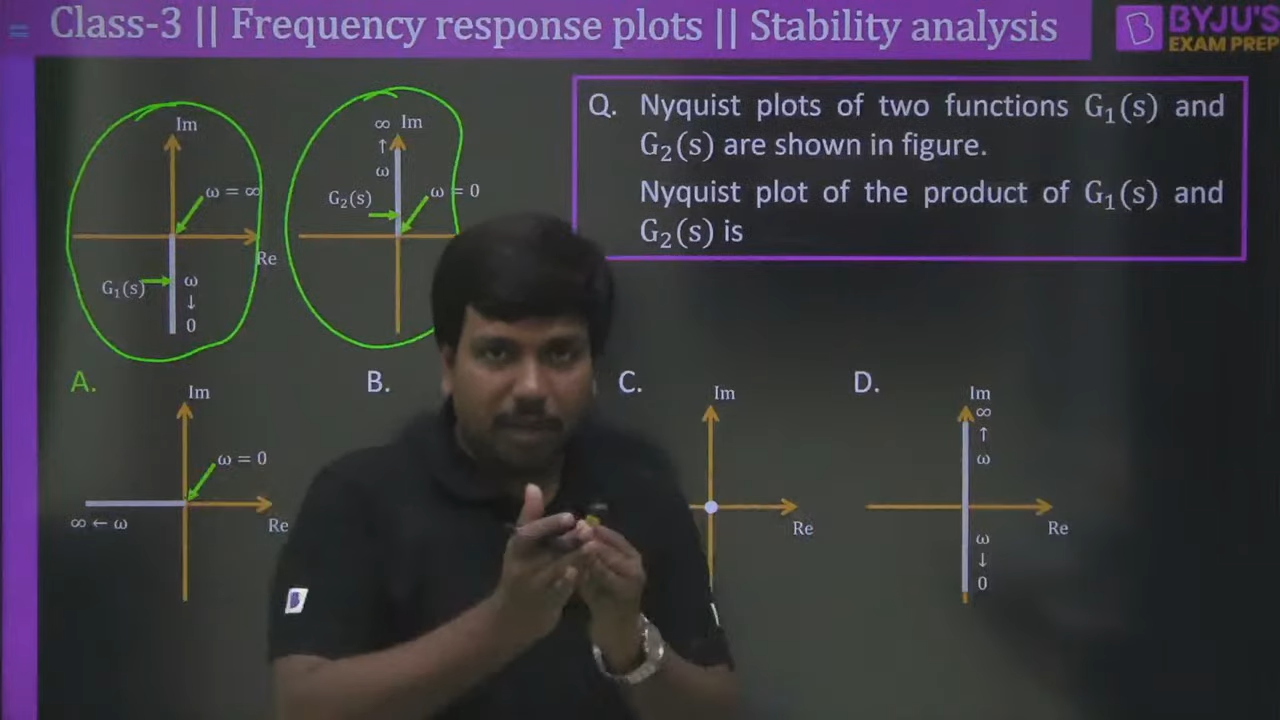 Class-3 || Frequency response plots || Stability analysis
BYJU'S
EXAM PREP
Q. Nyquist plots of two functions G₁(s) and
G₂(s) are shown in figure.
Nyquist plot of the product of G₁(s) and
G₂(s) is
Im
ω = ∞
Re
G₁(s)
ω
↓
0
∞ Im
↑
ω
G₂(s)
ω = 0
A.
Im
ω = 0
∞ ← ω
Re
B.
C.
Im
Re
D.
Im
∞
↑
ω
Re
ω
↓
0
B